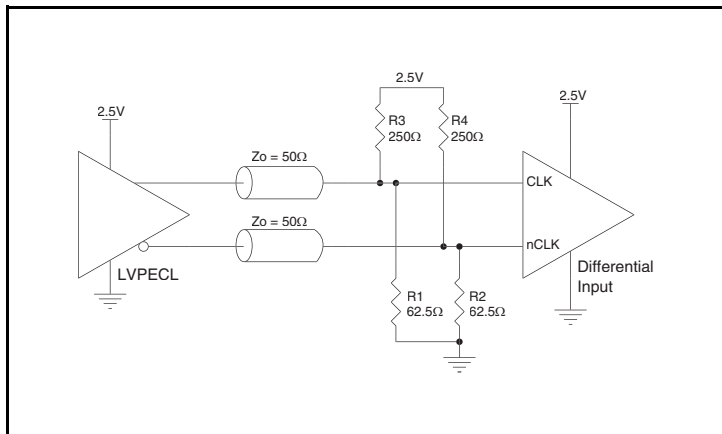 2.5V
2.5V
2.5V
R3
250Ω
R4
250Ω
Zo = 50Ω
CLK
Zo = 50Ω
nCLK
LVPECL
Differential
Input
R1
62.5Ω
R2
62.5Ω